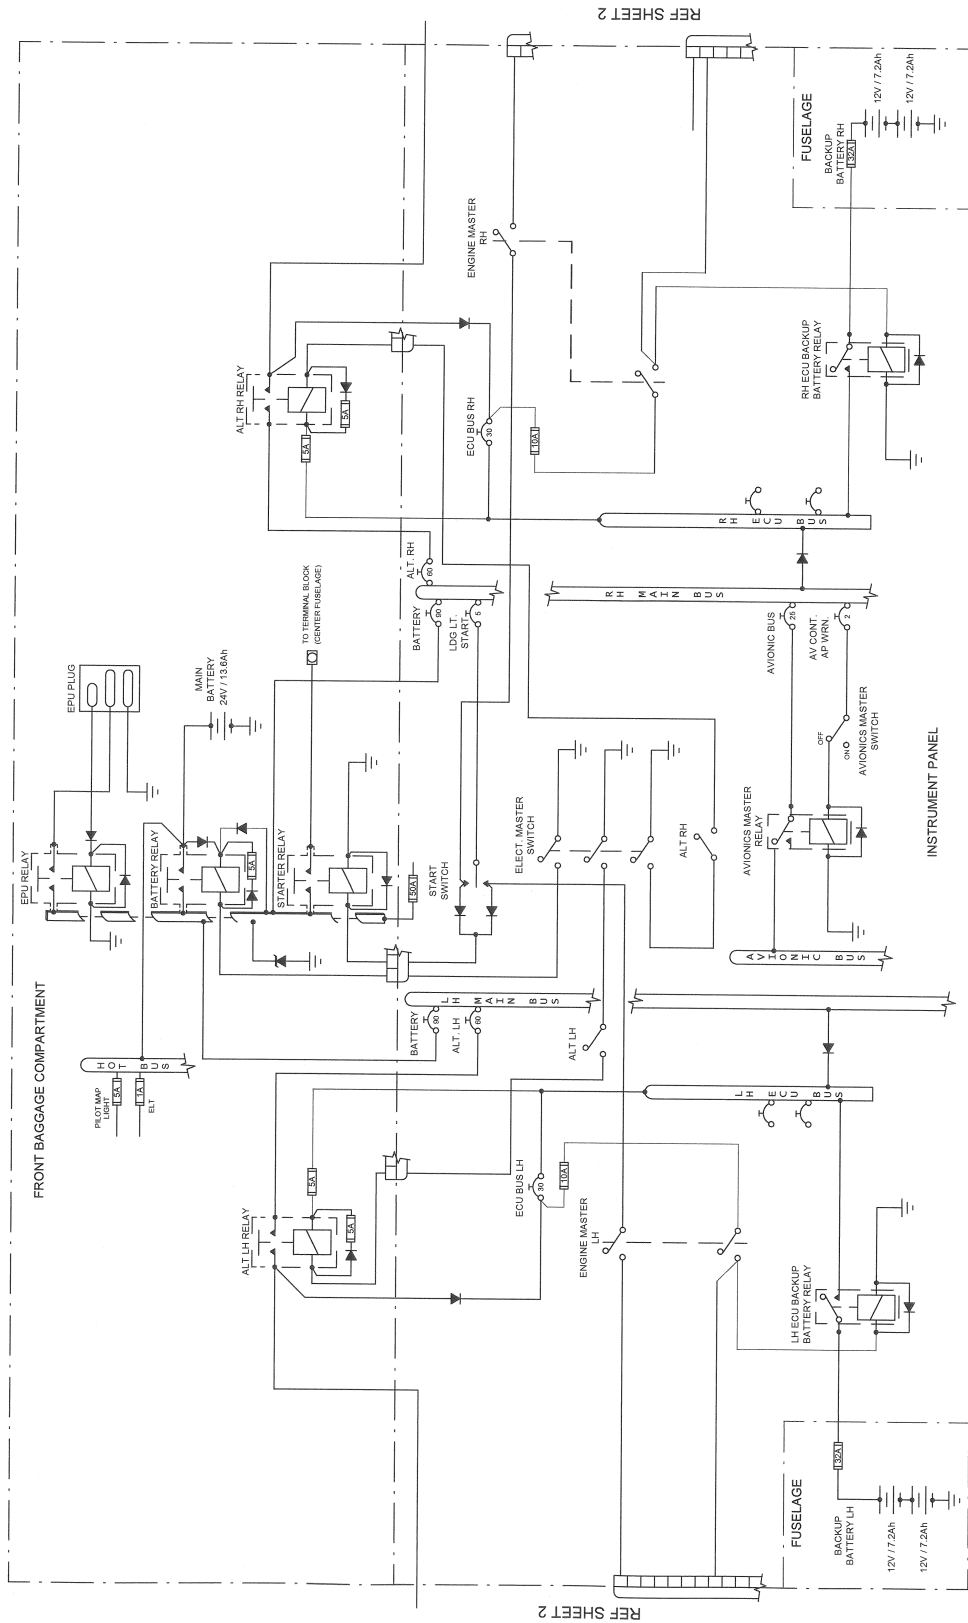 REF SHEET 2
FUSELAGE
12V / 7.2Ah
12V / 7.2Ah
BACKUP
BATTERY RH
32A
ENGINE MASTER
RH
ALT RH RELAY
5A
5A
ECU BUS RH
30
10A
RH ECU BACKUP
BATTERY RELAY
RH ECU BUS
ALT. RH
60
TO TERMINAL BLOCK
(CENTER FUSELAGE)
BATTERY
90
LDG LT.
START
5
RH MAIN BUS
AVIONIC BUS
25
AV CONT.
AP WRN.
2
EPU PLUG
MAIN
BATTERY
24V / 13.6Ah
OFF
ON
AVIONICS MASTER
SWITCH
INSTRUMENT PANEL
EPU RELAY
BATTERY RELAY
5A
STARTER RELAY
50A
START
SWITCH
ELECT. MASTER
SWITCH
ALT RH
AVIONICS MASTER
RELAY
AVIONIC BUS
FRONT BAGGAGE COMPARTMENT
HOT BUS
PILOT MAP
LIGHT
5A
1A
ELT
LH MAIN BUS
BATTERY
90
ALT. LH
60
ALT LH
LH ECU BUS
ALT LH RELAY
5A
5A
ECU BUS LH
30
10A
ENGINE MASTER
LH
LH ECU BACKUP
BATTERY RELAY
32A
FUSELAGE
BACKUP
BATTERY LH
12V / 7.2Ah
12V / 7.2Ah
REF SHEET 2